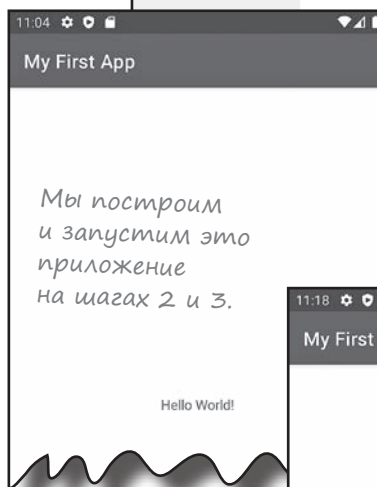 11:04
My First App
Мы построим
и запустим это
приложение
на шагах 2 и 3.
Hello World!
11:18
My First